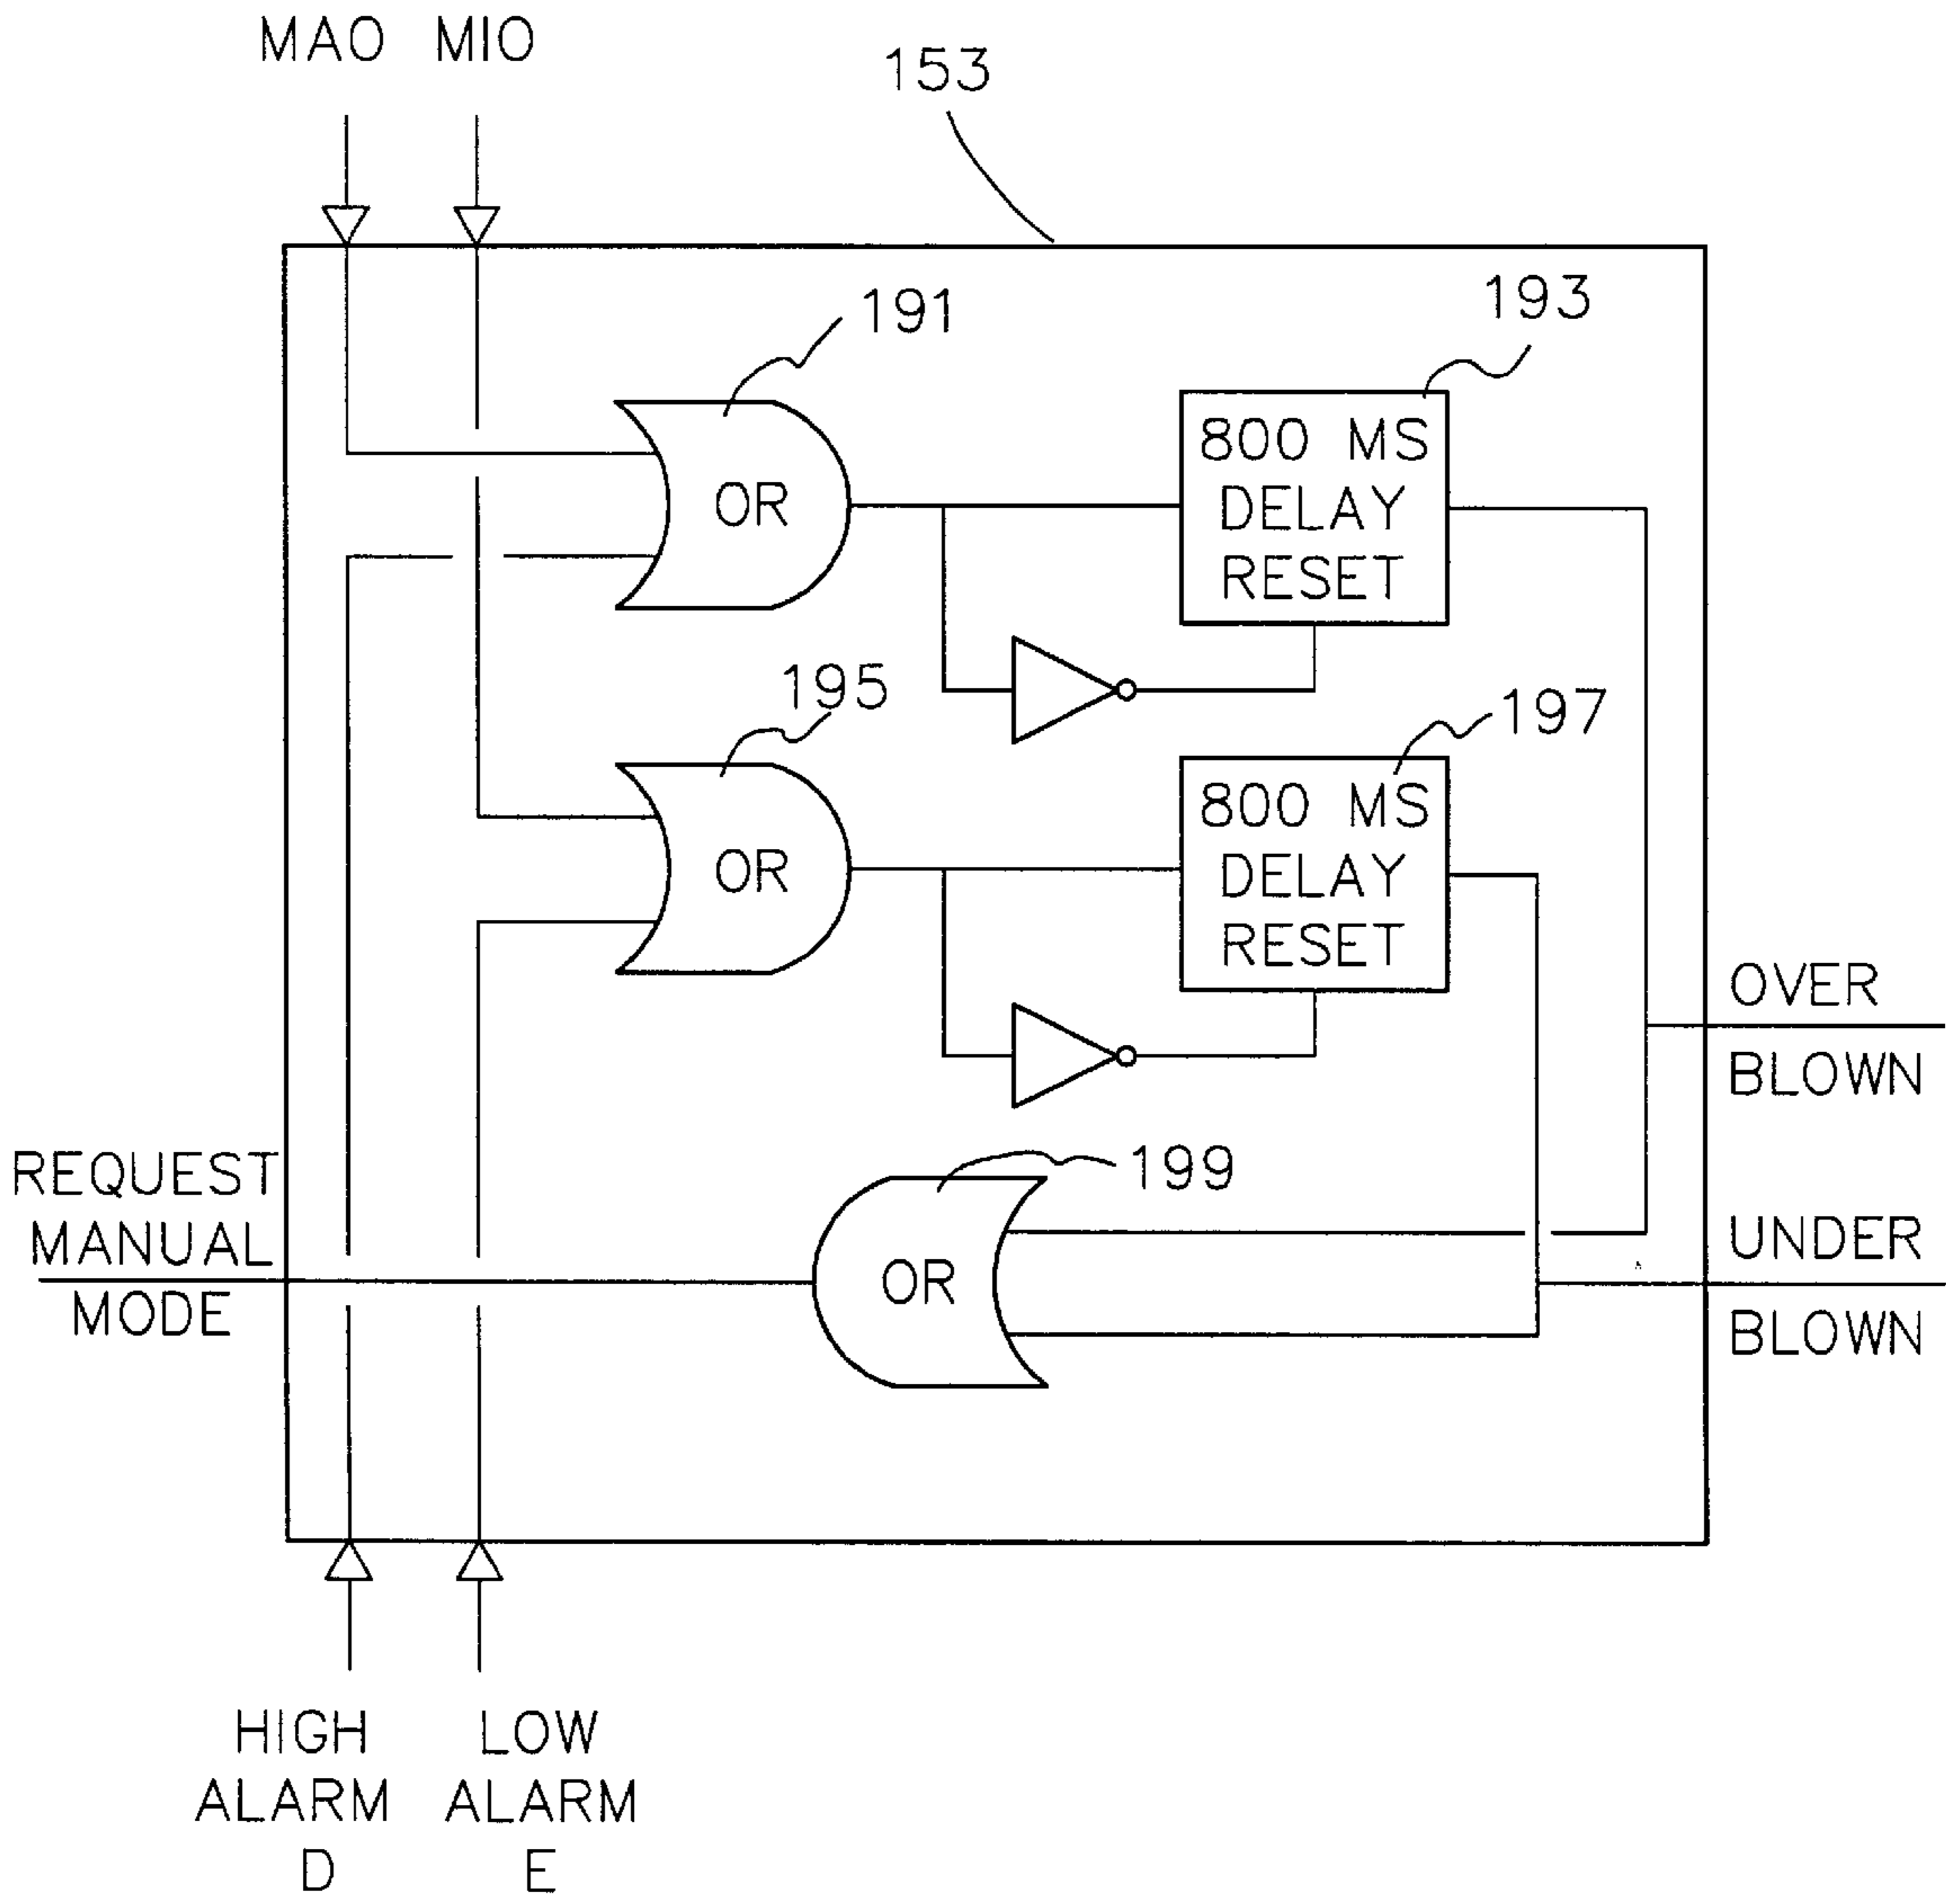 MAO MIO
153
191
193
OR
800 MS
DELAY
RESET
195
197
OR
800 MS
DELAY
RESET
OVER
BLOWN
199
REQUEST
MANUAL
MODE
OR
UNDER
BLOWN
HIGH
ALARM
D
LOW
ALARM
E